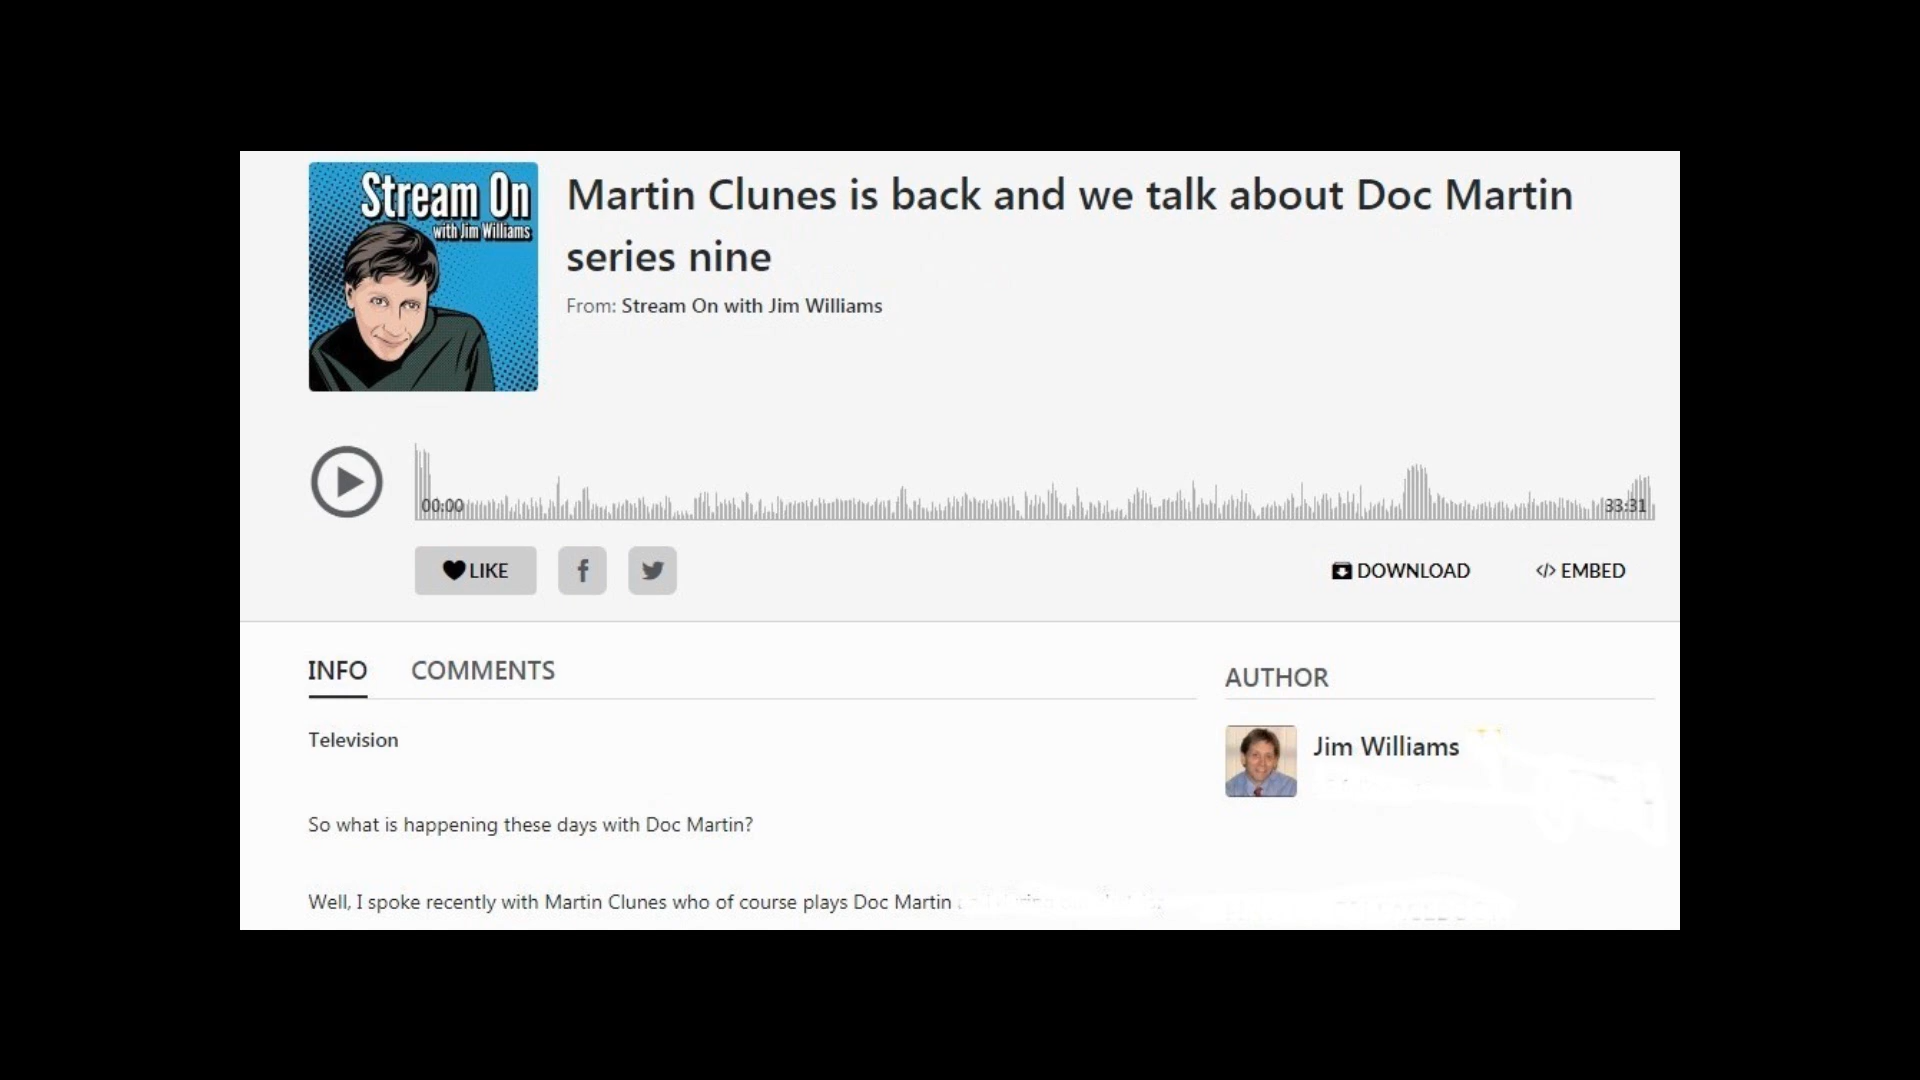 Stream On
with Jim Williams
Martin Clunes is back and we talk about Doc Martin
series nine
From: Stream On with Jim Williams
00:00
33:31
LIKE
DOWNLOAD
</> EMBED
INFO
COMMENTS
AUTHOR
Television
Jim Williams
So what is happening these days with Doc Martin?
Well, I spoke recently with Martin Clunes who of course plays Doc Martin